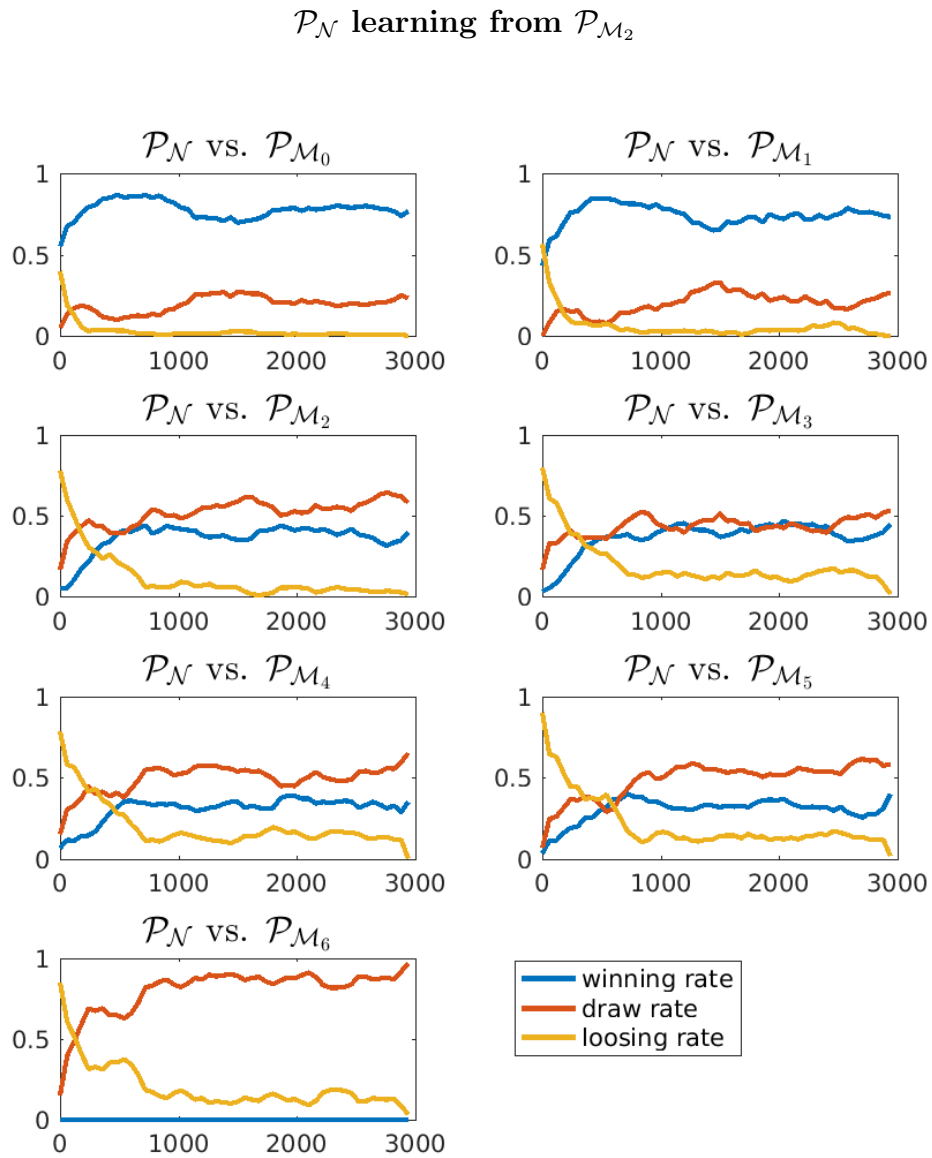 𝒫_𝒩 learning from 𝒫_ℳ₂
𝒫_𝒩 vs. 𝒫_ℳ₀
1
0.5
0
0 1000 2000 3000
𝒫_𝒩 vs. 𝒫_ℳ₁
1
0.5
0
0 1000 2000 3000
𝒫_𝒩 vs. 𝒫_ℳ₂
1
0.5
0
0 1000 2000 3000
𝒫_𝒩 vs. 𝒫_ℳ₃
1
0.5
0
0 1000 2000 3000
𝒫_𝒩 vs. 𝒫_ℳ₄
1
0.5
0
0 1000 2000 3000
𝒫_𝒩 vs. 𝒫_ℳ₅
1
0.5
0
0 1000 2000 3000
𝒫_𝒩 vs. 𝒫_ℳ₆
1
0.5
0
0 1000 2000 3000
winning rate
draw rate
loosing rate